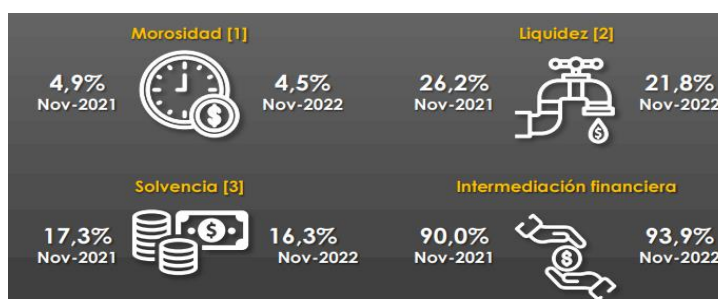 Morosidad [1]
4,9%
Nov-2021
4,5%
Nov-2022
Liquidez [2]
26,2%
Nov-2021
21,8%
Nov-2022
Solvencia [3]
17,3%
Nov-2021
16,3%
Nov-2022
Intermediación financiera
90,0%
Nov-2021
93,9%
Nov-2022